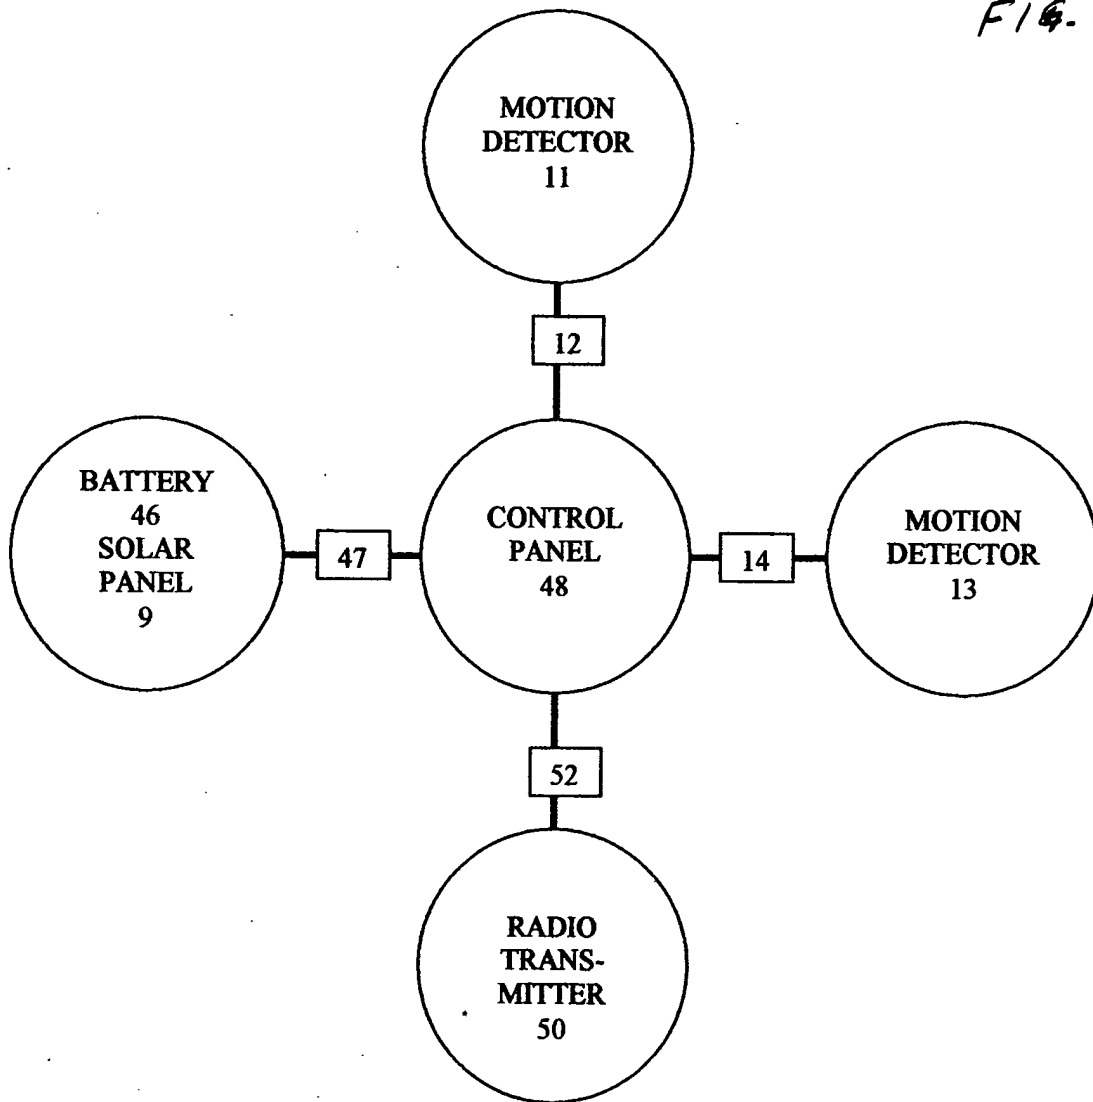 FIG.
MOTION
DETECTOR
11
12
BATTERY
46
SOLAR
PANEL
9
47
CONTROL
PANEL
48
14
MOTION
DETECTOR
13
52
RADIO
TRANS-
MITTER
50